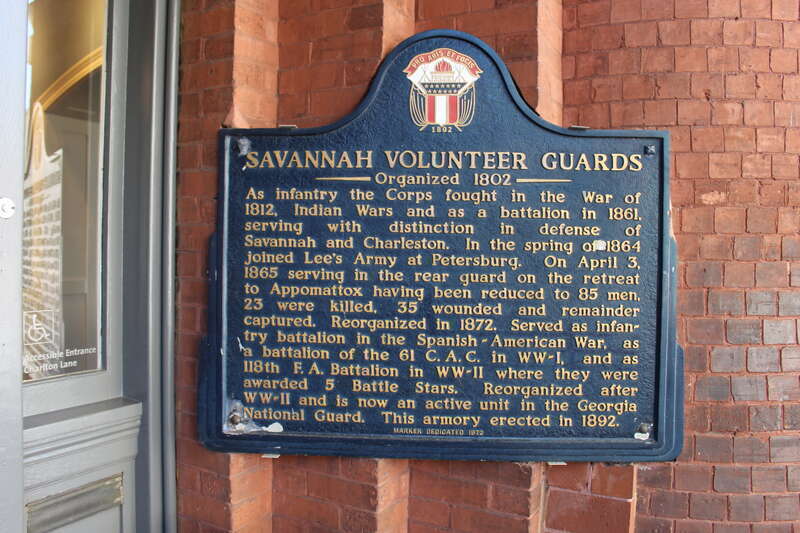 PRO ARIS ET FOCIS
1802
SAVANNAH VOLUNTEER GUARDS
Organized 1802
As infantry the Corps fought in the War of
1812, Indian Wars and as a battalion in 1861,
serving with distinction in defense of
Savannah and Charleston. In the spring of 1864
joined Lee's Army at Petersburg. On April 3,
1865 serving in the rear guard on the retreat
to Appomattox having been reduced to 85 men,
23 were killed, 35 wounded and remainder
captured. Reorganized in 1872. Served as infan-
try battalion in the Spanish-American War, as
a battalion of the 61 C. A. C. in WW-I, and as
118th F. A. Battalion in WW-II where they were
awarded 5 Battle Stars. Reorganized after
WW-II and is now an active unit in the Georgia
National Guard. This armory erected in 1892.
MARKER DEDICATED 1972
Accessible Entrance
Charlton Lane